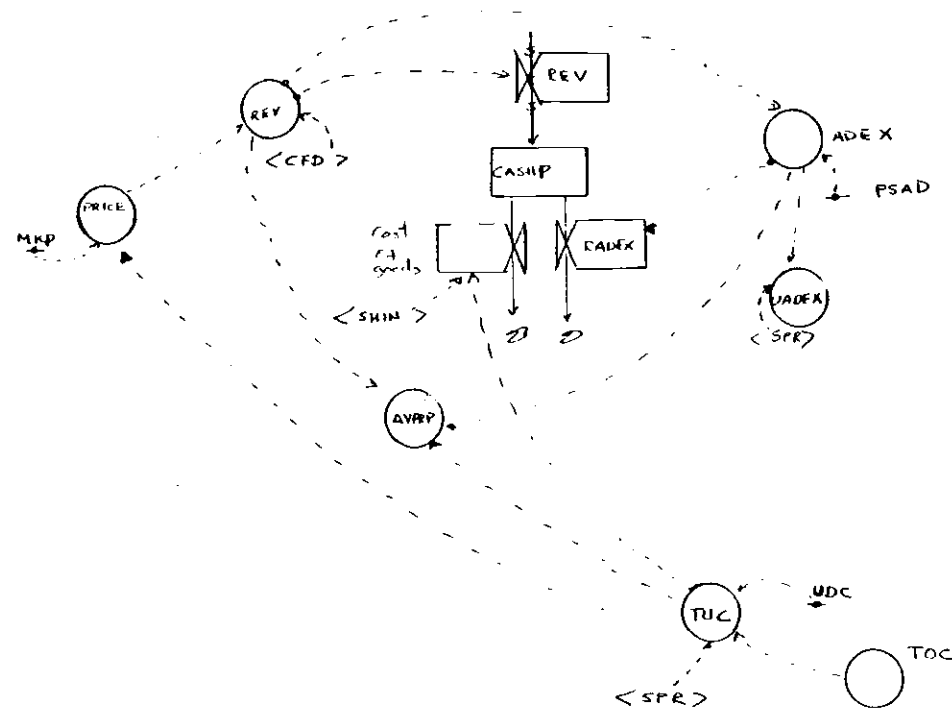 REV
REV
ADEX
<CFD>
CASHP
PSAD
PRICE
MKP
cost
of
goods
RADEX
UADEX
<SHIN>
<SPR>
AVPRP
UDC
TUC
TOC
<SPR>